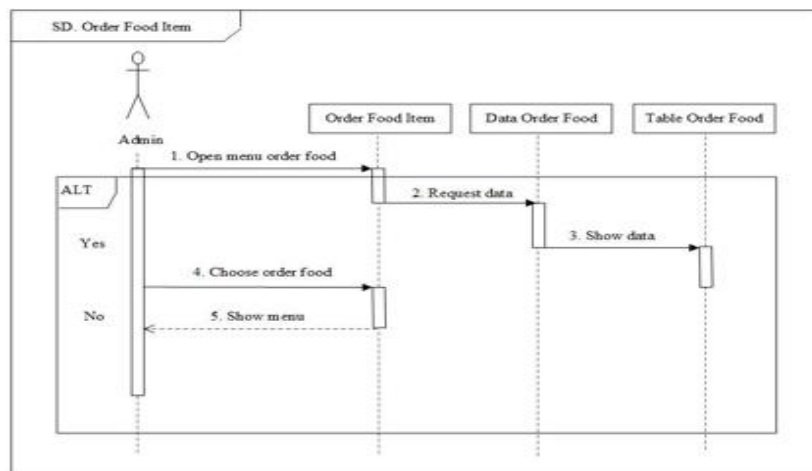 SD. Order Food Item
Admin
Order Food Item
Data Order Food
Table Order Food
1. Open menu order food
ALT
2. Request data
Yes
3. Show data
4. Choose order food
No
5. Show menu